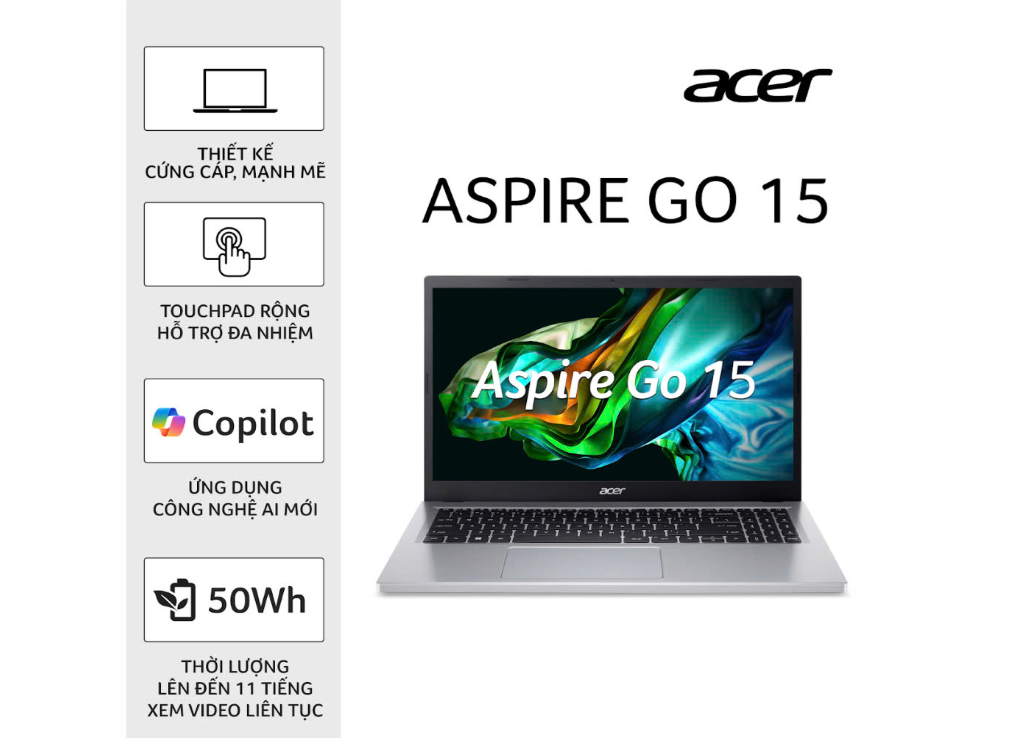 THIẾT KẾ
CỨNG CÁP, MẠNH MẼ
TOUCHPAD RỘNG
HỖ TRỢ ĐA NHIỆM
Copilot
ỨNG DỤNG
CÔNG NGHỆ AI MỚI
50Wh
THỜI LƯỢNG
LÊN ĐẾN 11 TIẾNG
XEM VIDEO LIÊN TỤC
acer
ASPIRE GO 15
Aspire Go 15
acer